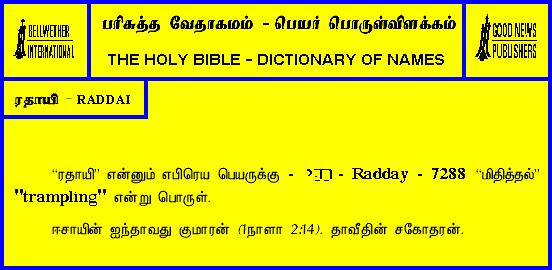 BELLWETHER
INTERNATIONAL
பரிசுத்த வேதாகமம் - பெயர் பொருள்விளக்கம்
THE HOLY BIBLE - DICTIONARY OF NAMES
GOOD NEWS
PUBLISHERS
ரதாயி - RADDAI
“ரதாயி” என்னும் எபிரெய பெயருக்கு - רַדַּי - Radday - 7288 “மிதித்தல்”
"trampling" என்று பொருள்.
ஈசாயின் ஐந்தாவது குமாரன் (1நாளா 2:14). தாவீதின் சகோதரன்.